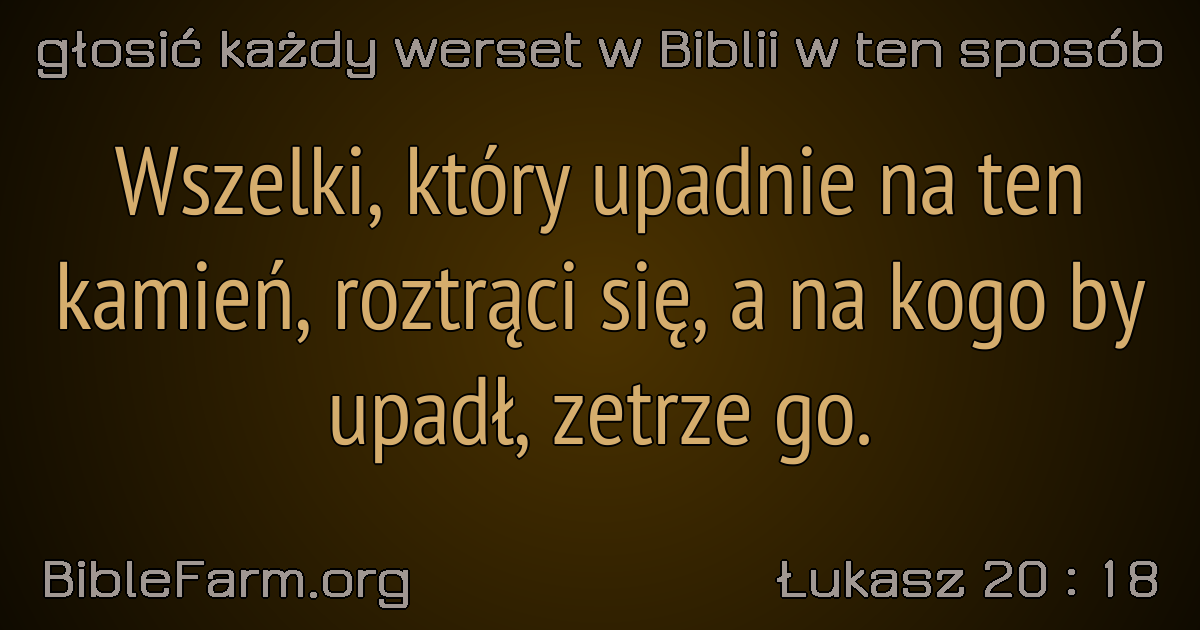 głosić każdy werset w Biblii w ten sposób
Wszelki, który upadnie na ten
kamień, roztrąci się, a na kogo by
upadł, zetrze go.
BibleFarm.org
Łukasz 20 : 18